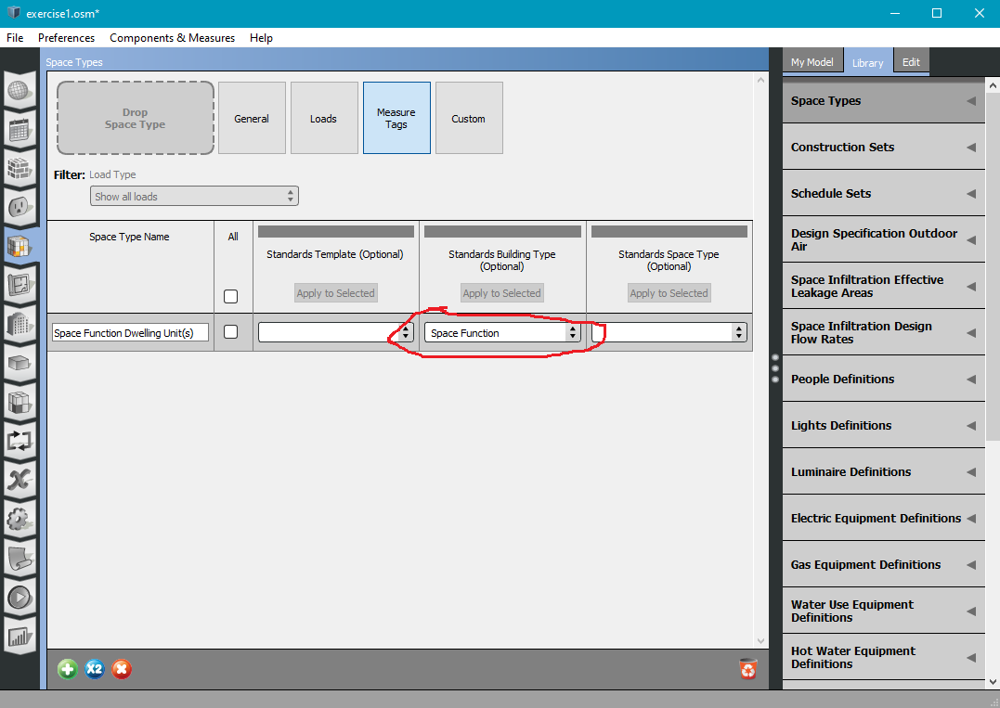 exercise1.osm*
File Preferences Components & Measures Help
Space Types
My Model Library Edit
Drop
Space Type
General
Loads
Measure
Tags
Custom
Filter: Load Type
Show all loads
Space Type Name
All
Standards Template (Optional)
Apply to Selected
Standards Building Type
(Optional)
Apply to Selected
Standards Space Type
(Optional)
Apply to Selected
Space Function Dwelling Unit(s)
Space Function
X2
Space Types
Construction Sets
Schedule Sets
Design Specification Outdoor
Air
Space Infiltration Effective
Leakage Areas
Space Infiltration Design
Flow Rates
People Definitions
Lights Definitions
Luminaire Definitions
Electric Equipment Definitions
Gas Equipment Definitions
Water Use Equipment
Definitions
Hot Water Equipment
Definitions